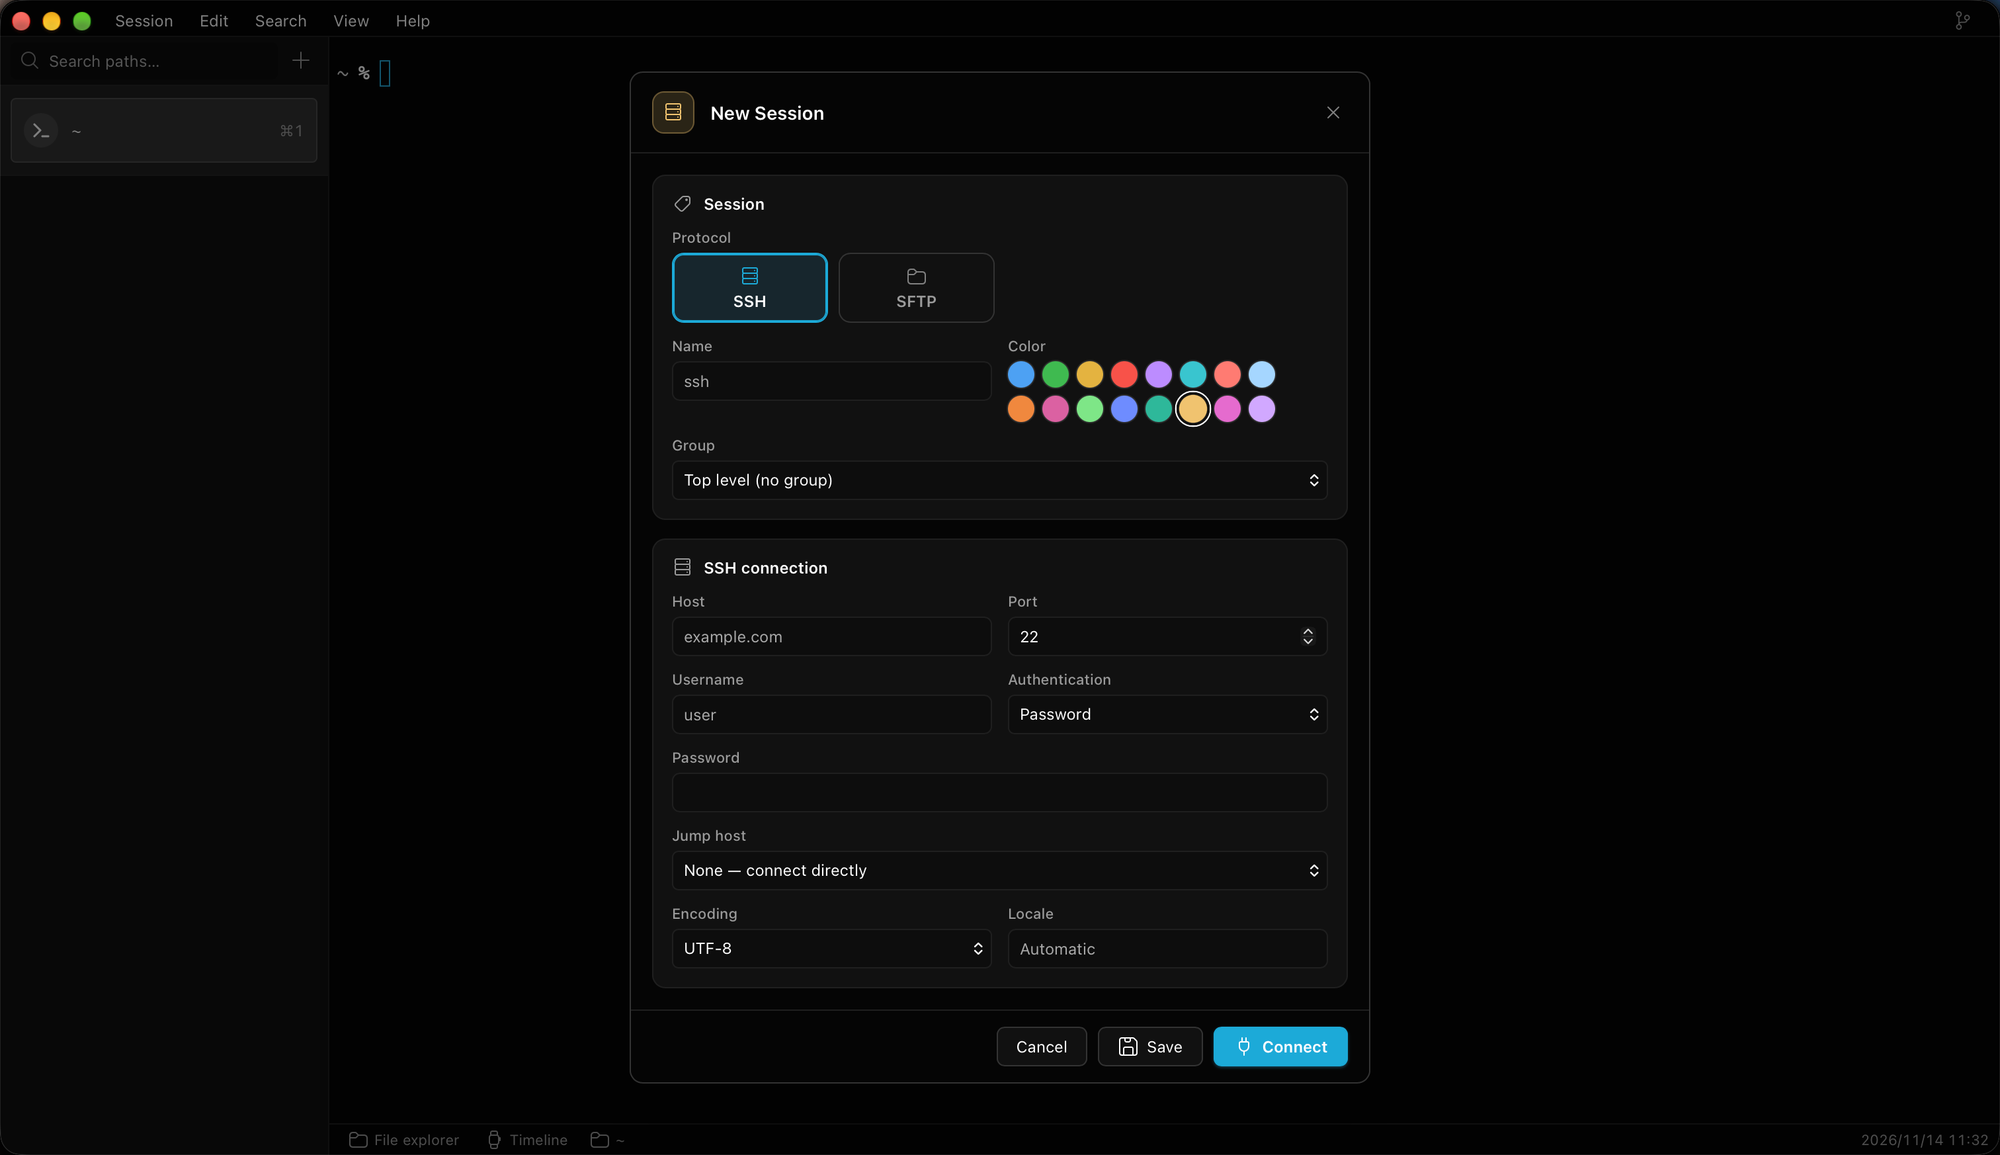 Session Edit Search View Help
Search paths...
~ ⌘1
~ %
New Session
Session
Protocol
SSH
SFTP
Name
Color
ssh
Group
Top level (no group)
SSH connection
Host
Port
example.com
22
Username
Authentication
user
Password
Password
Jump host
None — connect directly
Encoding
Locale
UTF-8
Automatic
Cancel
Save
Connect
File explorer
Timeline
~
2026/11/14 11:32